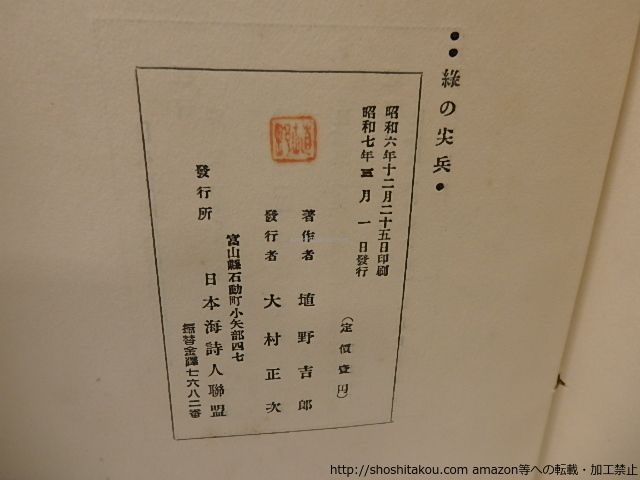 ●●緑の尖兵●
昭和六年十二月二十五日印刷
昭和七年三月一日發行
(定價壹円)
著作者 埴野吉郎
發行者 大村正次
富山縣石動町小矢部四七
發行所 日本海詩人聯盟
振替金澤七六八二番
埴野
http://shoshitakou.com amazon等への転載・加工禁止